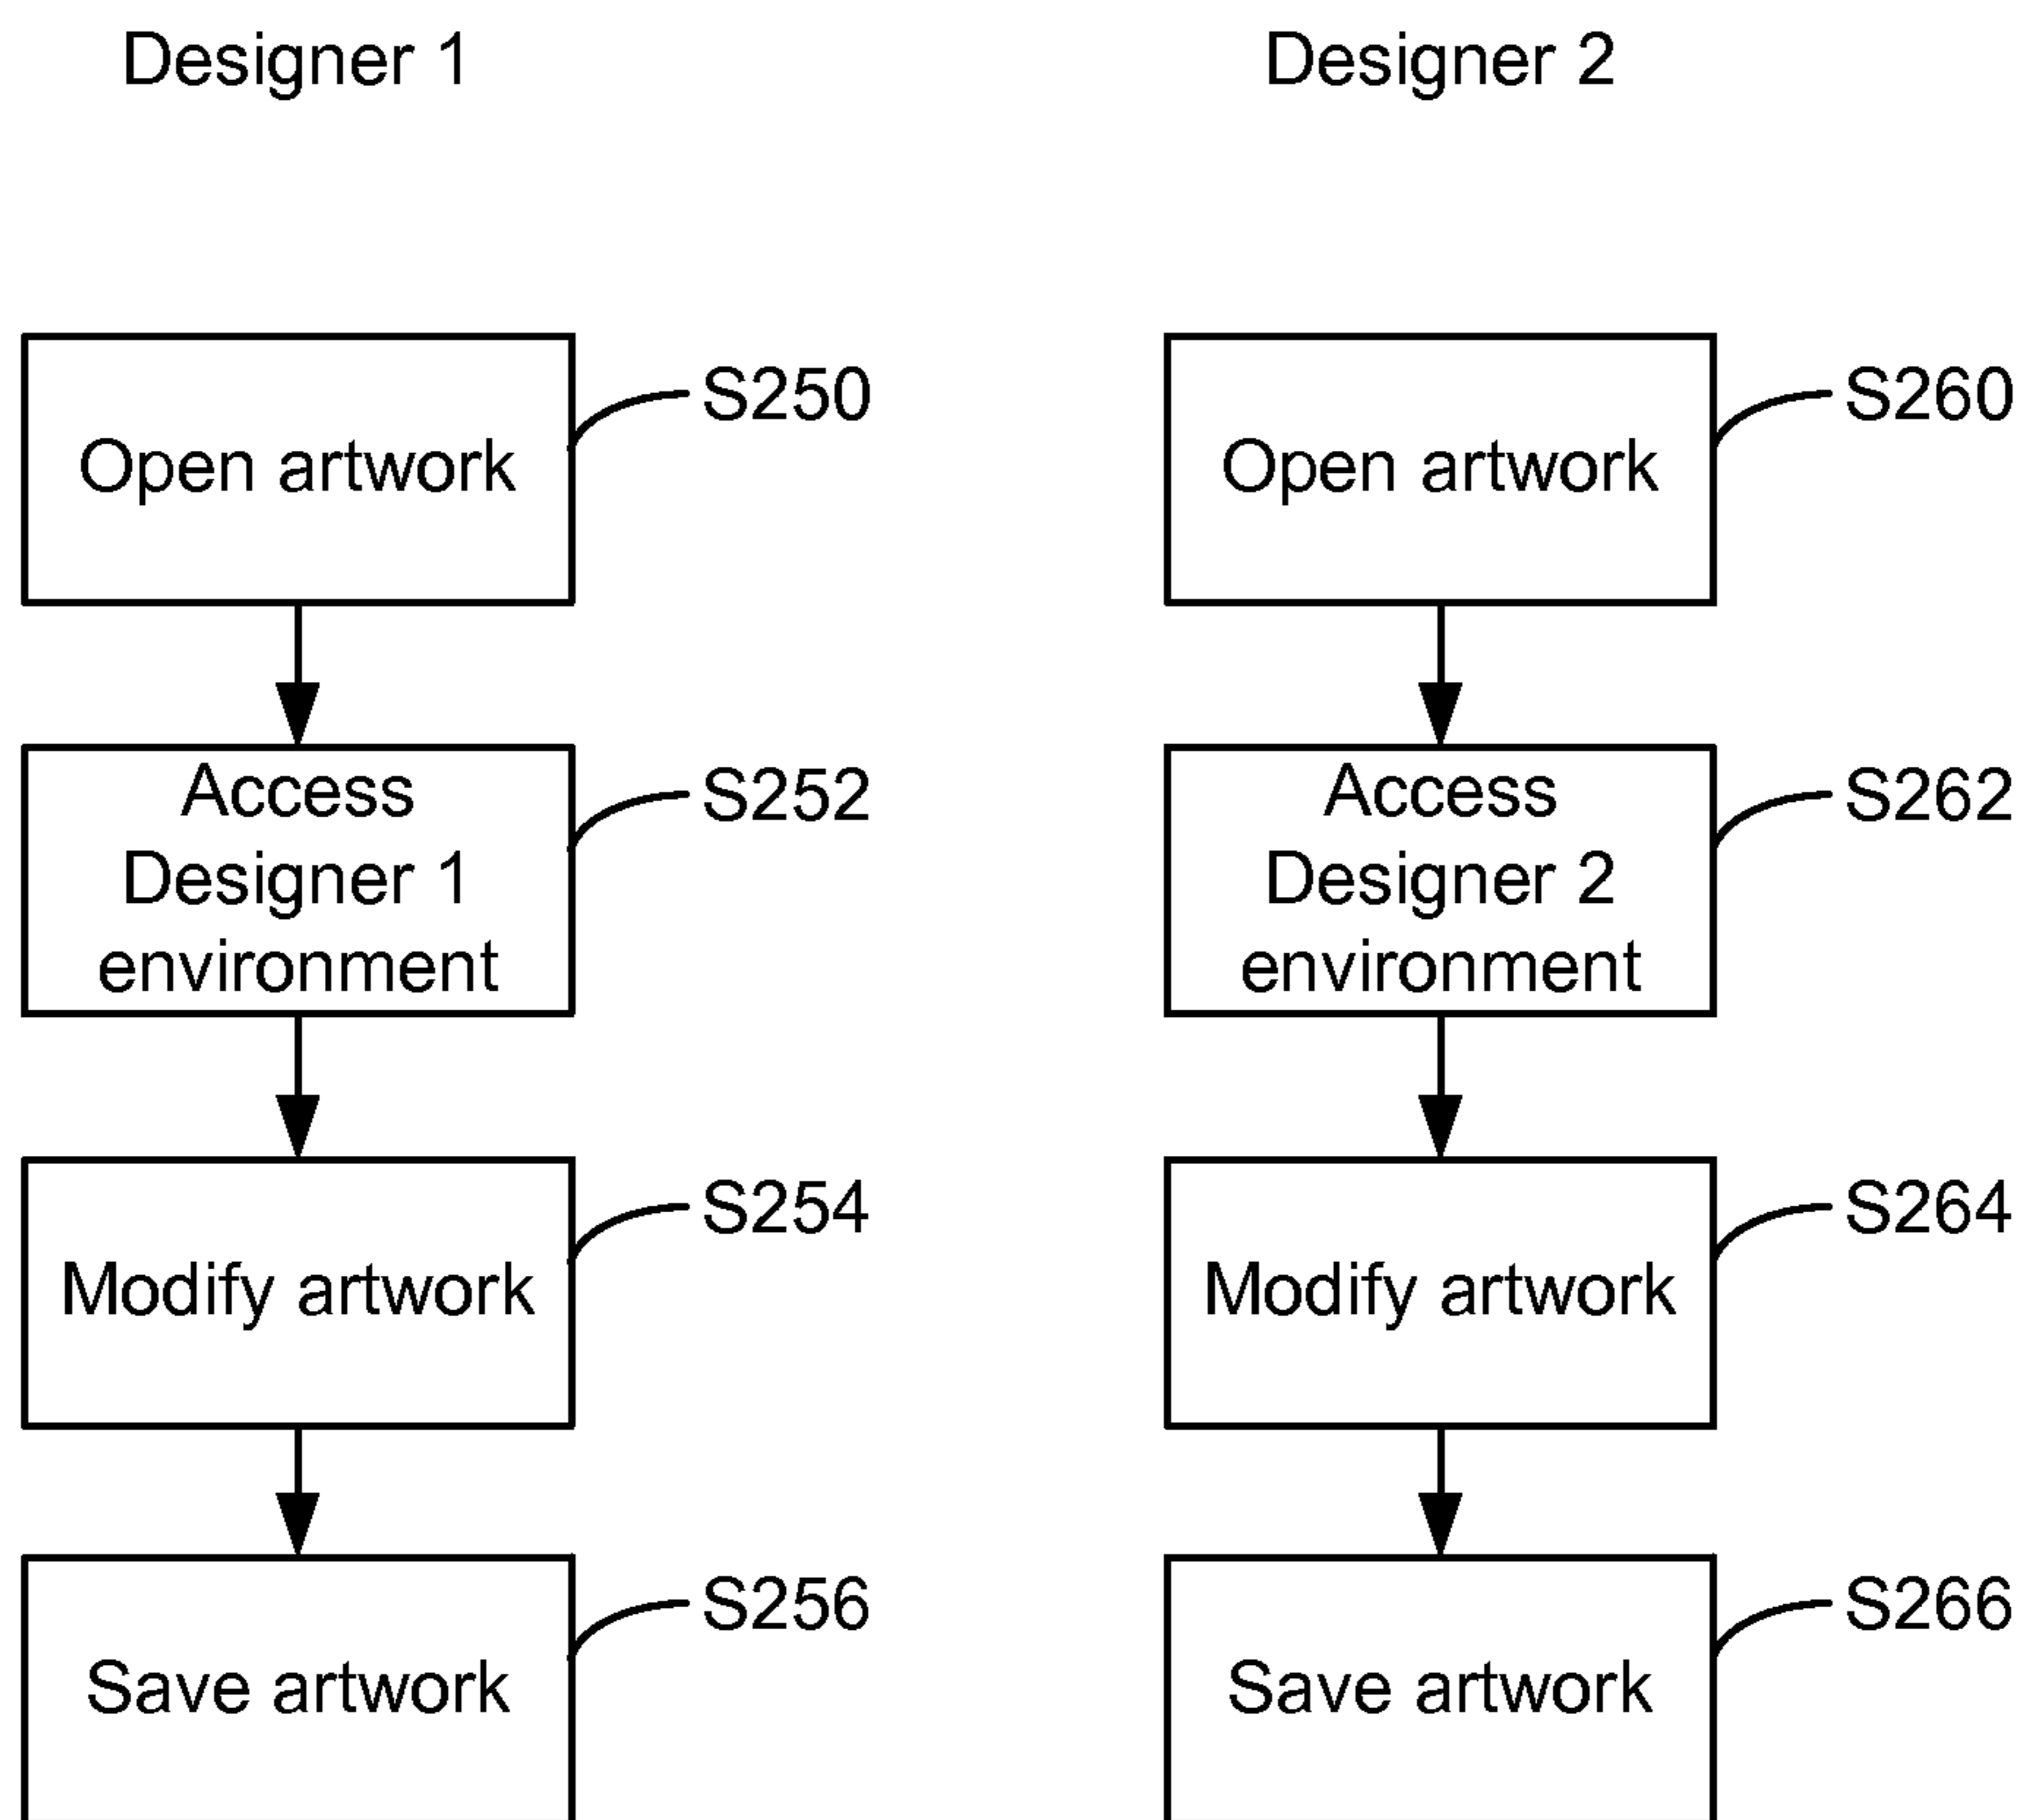 Designer 1
Designer 2
Open artwork
S250
Access
Designer 1
environment
S252
Modify artwork
S254
Save artwork
S256
Open artwork
S260
Access
Designer 2
environment
S262
Modify artwork
S264
Save artwork
S266